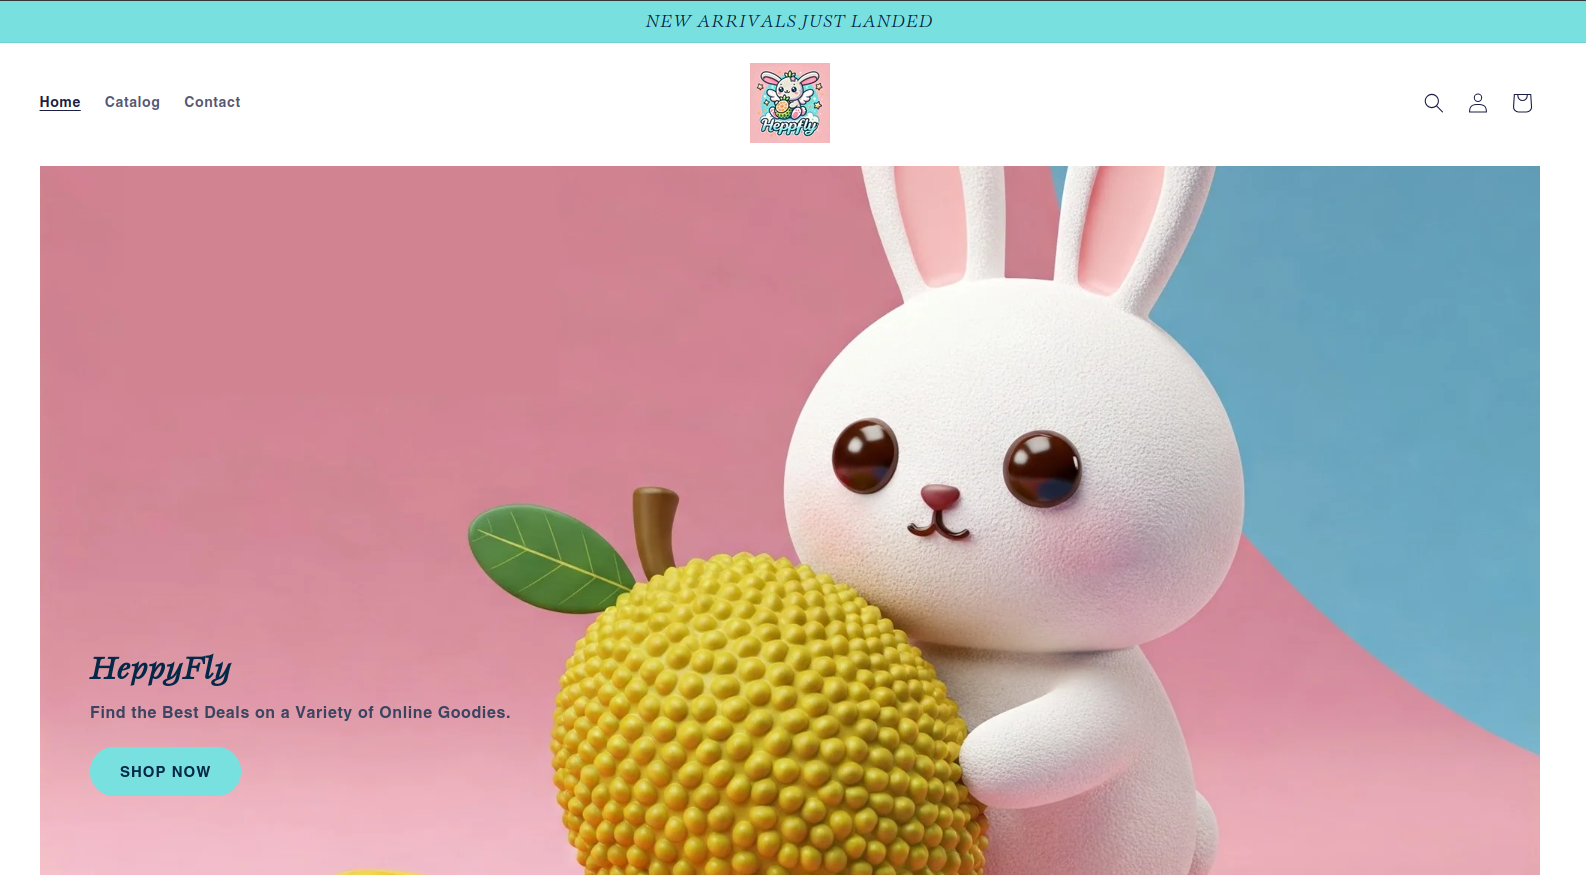 NEW ARRIVALS JUST LANDED
Home Catalog Contact
Heppfly
HeppyFly
Find the Best Deals on a Variety of Online Goodies.
SHOP NOW